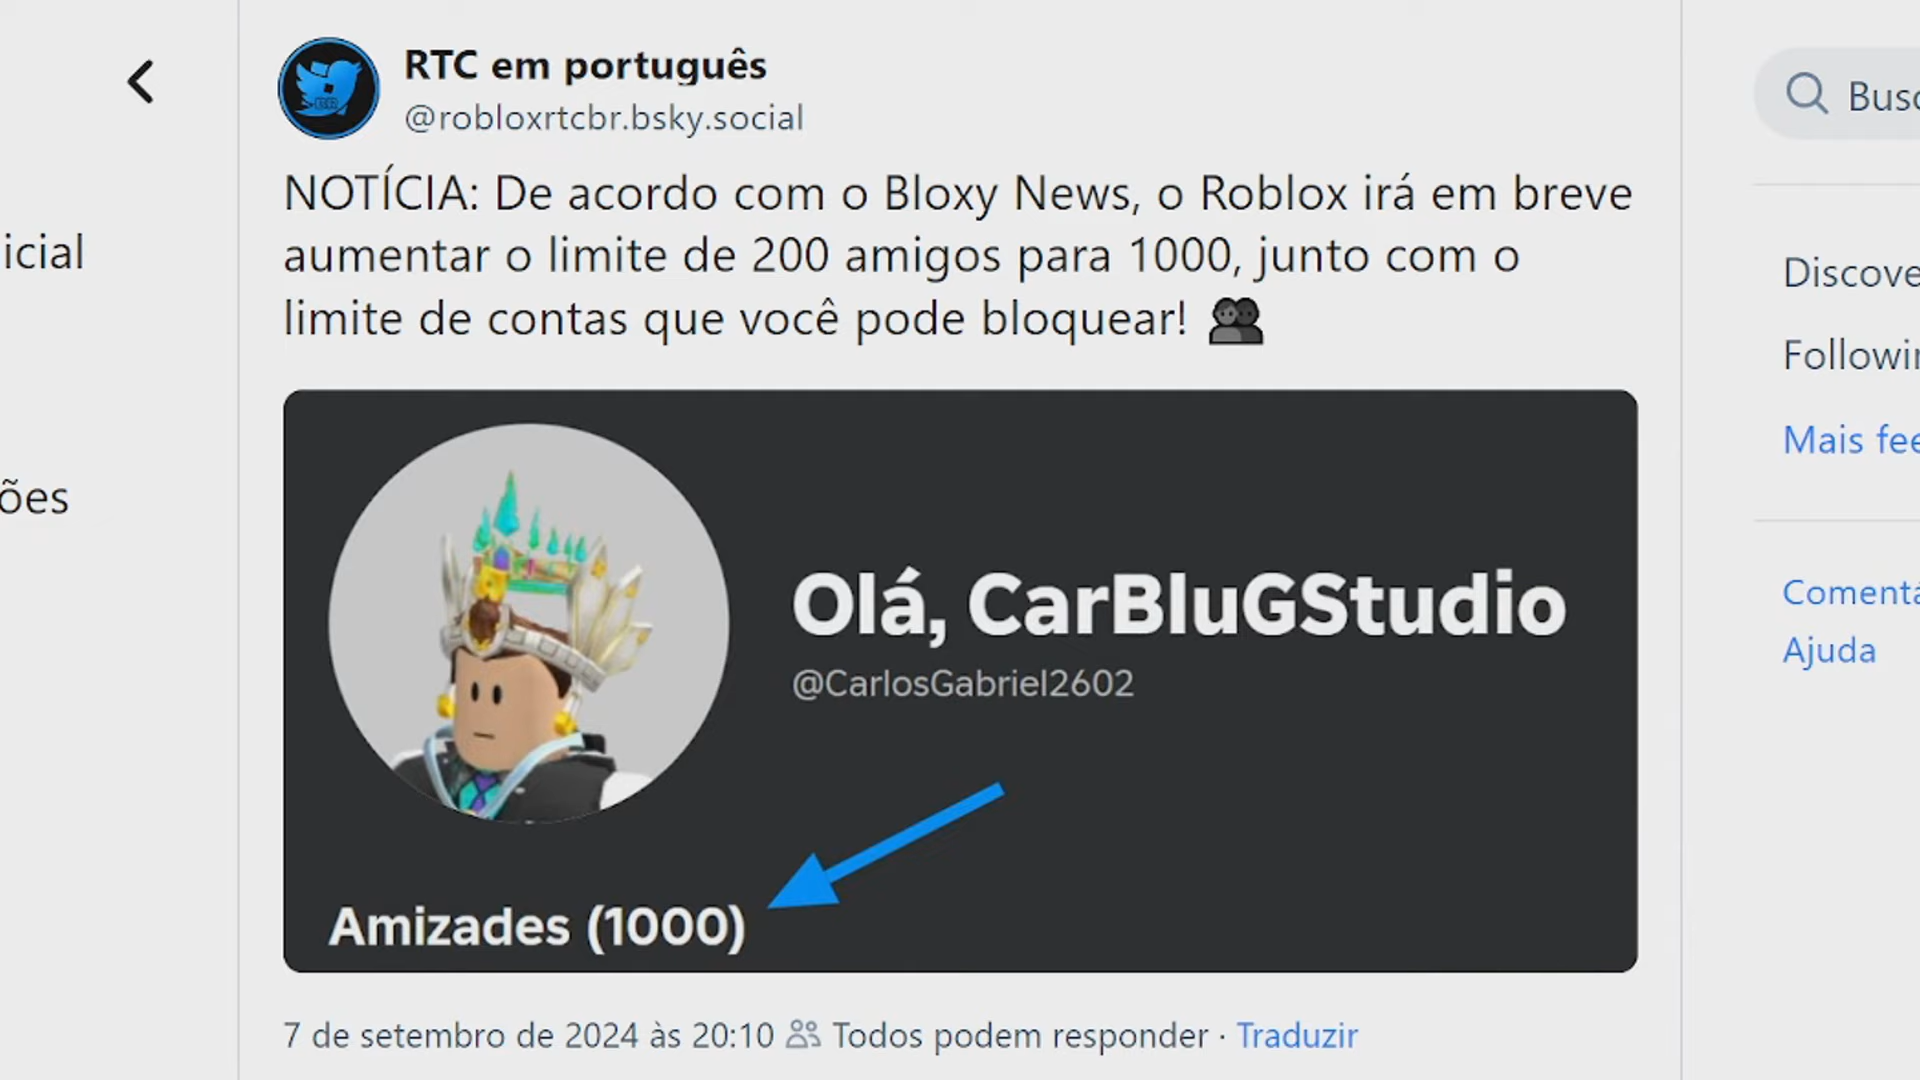 RTC em português
@robloxrtcbr.bsky.social
NOTÍCIA: De acordo com o Bloxy News, o Roblox irá em breve
aumentar o limite de 200 amigos para 1000, junto com o
limite de contas que você pode bloquear!
Olá, CarBluGStudio
@CarlosGabriel2602
Amizades (1000)
7 de setembro de 2024 às 20:10 Todos podem responder · Traduzir
icial
ões
Busc
Discove
Followin
Mais fee
Comentá
Ajuda